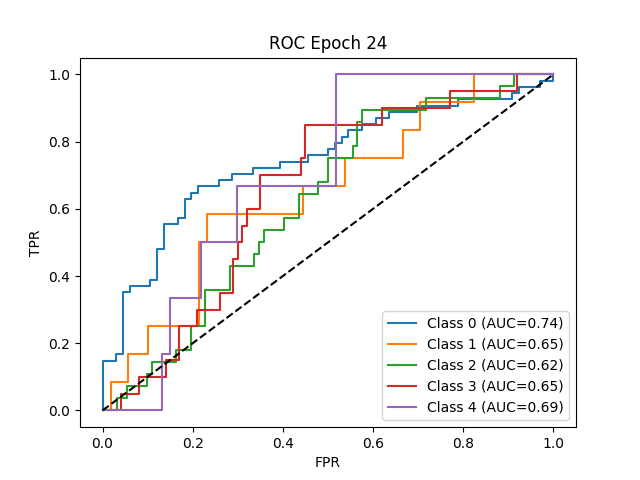 ROC Epoch 24
TPR
1.0
0.8
0.6
0.4
0.2
0.0
Class 0 (AUC=0.74)
Class 1 (AUC=0.65)
Class 2 (AUC=0.62)
Class 3 (AUC=0.65)
Class 4 (AUC=0.69)
0.0 0.2 0.4 0.6 0.8 1.0
FPR